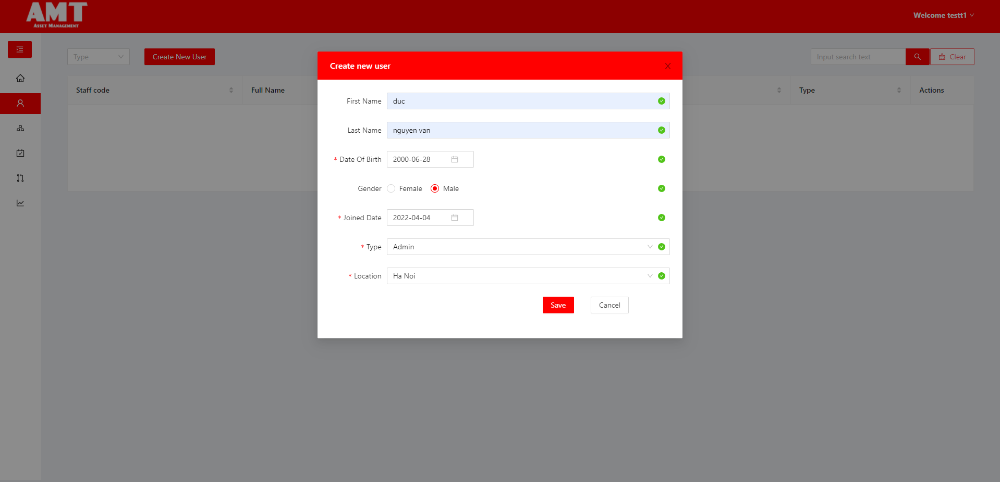 AMT
ASSET MANAGEMENT
Welcome testt1
Type
Create New User
Input search text
Clear
Staff code
Full Name
Type
Actions
Create new user
First Name duc
Last Name nguyen van
* Date Of Birth 2000-06-28
Gender Female Male
* Joined Date 2022-04-04
* Type Admin
* Location Ha Noi
Save Cancel